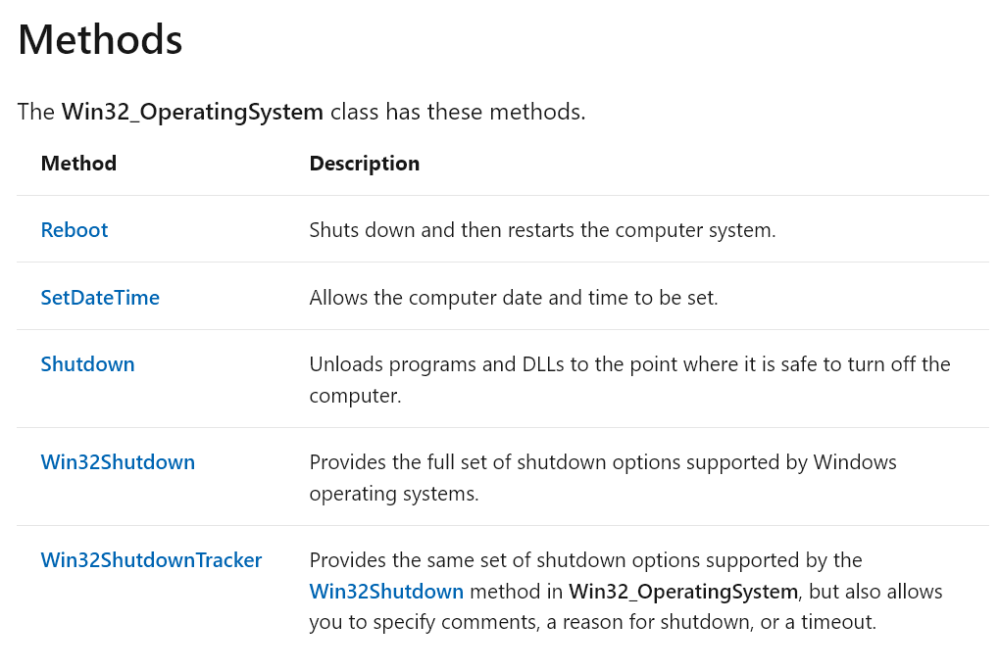 Methods
The Win32_OperatingSystem class has these methods.
Method Description
Reboot Shuts down and then restarts the computer system.
SetDateTime Allows the computer date and time to be set.
Shutdown Unloads programs and DLLs to the point where it is safe to turn off the
computer.
Win32Shutdown Provides the full set of shutdown options supported by Windows
operating systems.
Win32ShutdownTracker Provides the same set of shutdown options supported by the
Win32Shutdown method in Win32_OperatingSystem, but also allows
you to specify comments, a reason for shutdown, or a timeout.